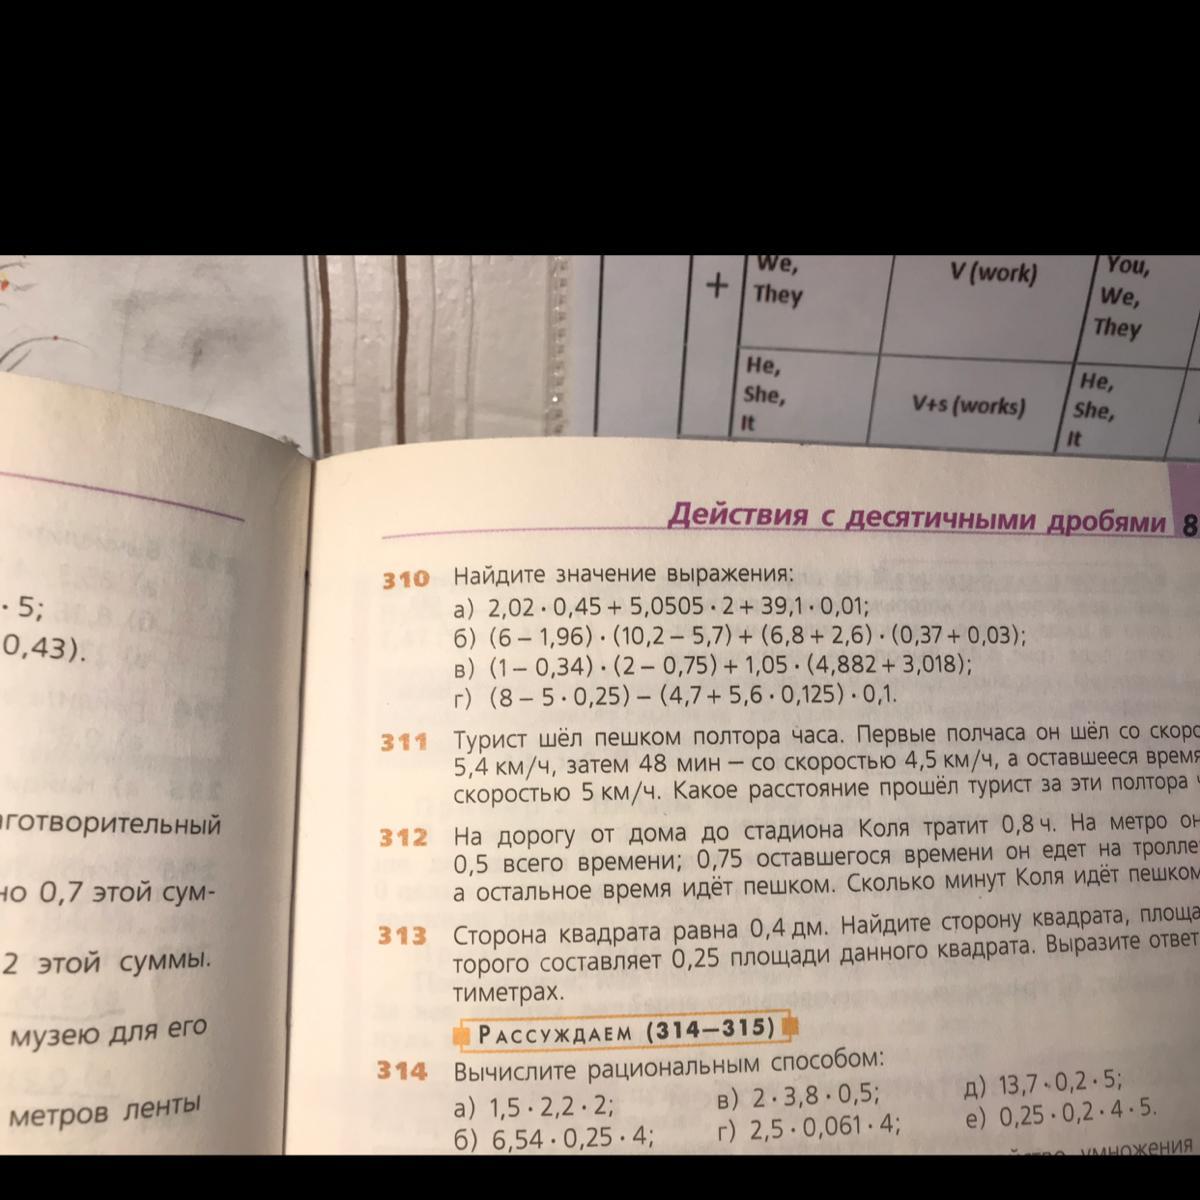 We,
They
V (work)
You,
We,
They
+
He,
She,
It
V+s (works)
He,
She,
It
· 5;
0,43).
аготворительный
но 0,7 этой сум-
2 этой суммы.
музею для его
метров ленты
Действия с десятичными дробями 8
310 Найдите значение выражения:
а) 2,02 · 0,45 + 5,0505 · 2 + 39,1 · 0,01;
б) (6 – 1,96) · (10,2 – 5,7) + (6,8 + 2,6) · (0,37 + 0,03);
в) (1 – 0,34) · (2 – 0,75) + 1,05 · (4,882 + 3,018);
г) (8 – 5 · 0,25) – (4,7 + 5,6 · 0,125) · 0,1.
311 Турист шёл пешком полтора часа. Первые полчаса он шёл со скоро
5,4 км/ч, затем 48 мин – со скоростью 4,5 км/ч, а оставшееся время
скоростью 5 км/ч. Какое расстояние прошёл турист за эти полтора ч
312 На дорогу от дома до стадиона Коля тратит 0,8 ч. На метро он
0,5 всего времени; 0,75 оставшегося времени он едет на тролле
а остальное время идёт пешком. Сколько минут Коля идёт пешком
313 Сторона квадрата равна 0,4 дм. Найдите сторону квадрата, площа
торого составляет 0,25 площади данного квадрата. Выразите ответ
тиметрах.
Рассуждаем (314–315)
314 Вычислите рациональным способом:
а) 1,5 · 2,2 · 2; в) 2 · 3,8 · 0,5; д) 13,7 · 0,2 · 5;
б) 6,54 · 0,25 · 4; г) 2,5 · 0,061 · 4; е) 0,25 · 0,2 · 4 · 5.
умножения